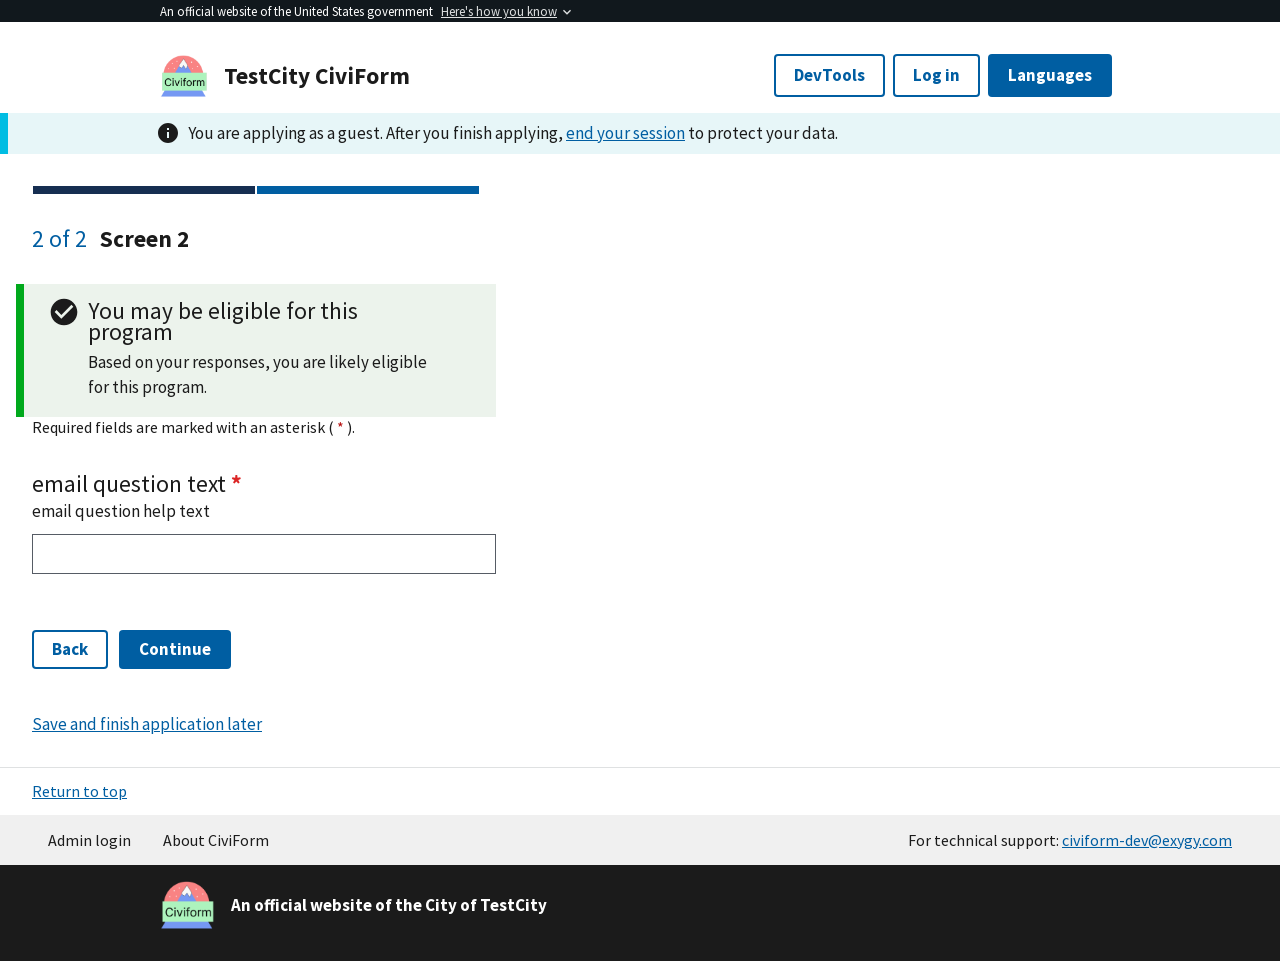 An official website of the United States government Here's how you know
Civiform TestCity CiviForm DevTools Log in Languages
You are applying as a guest. After you finish applying, end your session to protect your data.
2 of 2 Screen 2
You may be eligible for this
program
Based on your responses, you are likely eligible
for this program.
Required fields are marked with an asterisk ( * ).
email question text *
email question help text
Back Continue
Save and finish application later
Return to top
Admin login About CiviForm For technical support: civiform-dev@exygy.com
Civiform An official website of the City of TestCity